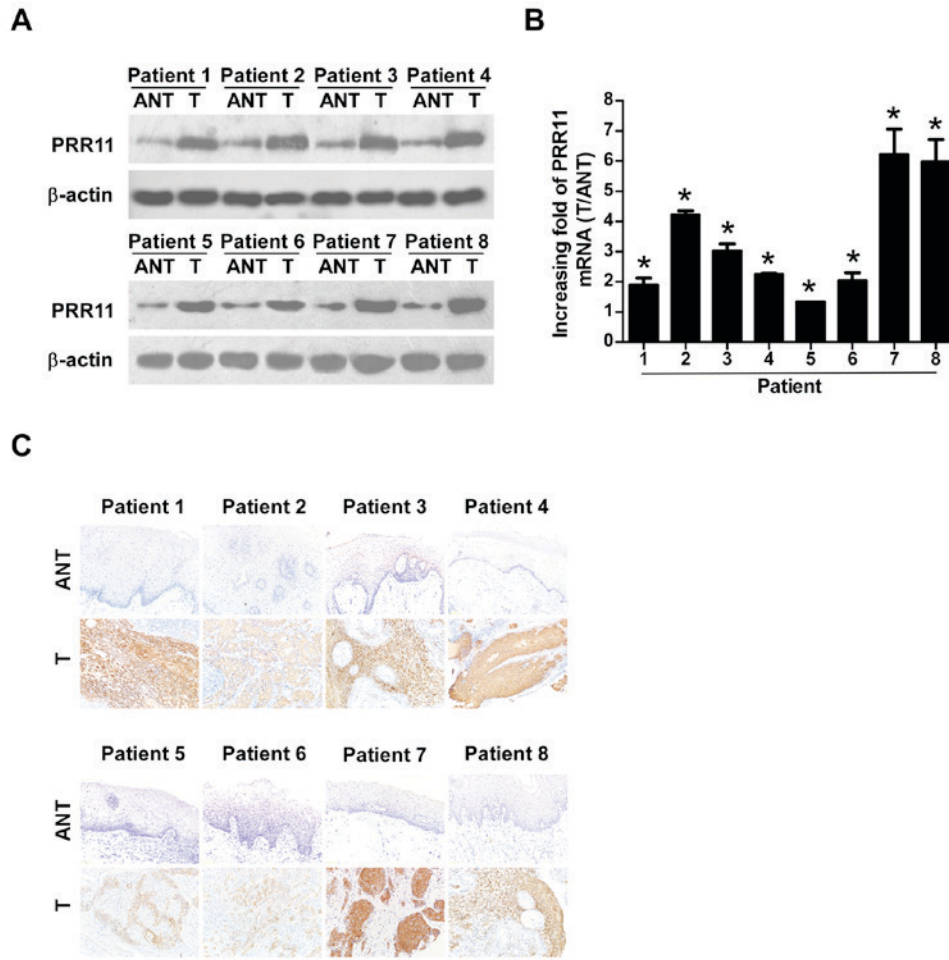 A
Patient 1 Patient 2 Patient 3 Patient 4
ANT T ANT T ANT T ANT T
PRR11
β-actin
Patient 5 Patient 6 Patient 7 Patient 8
ANT T ANT T ANT T ANT T
PRR11
β-actin
B
Increasing fold of PRR11
mRNA (T/ANT)
8
7
6
5
4
3
2
1
0
* * * * * * * *
1 2 3 4 5 6 7 8
Patient
C
Patient 1 Patient 2 Patient 3 Patient 4
ANT
T
Patient 5 Patient 6 Patient 7 Patient 8
ANT
T